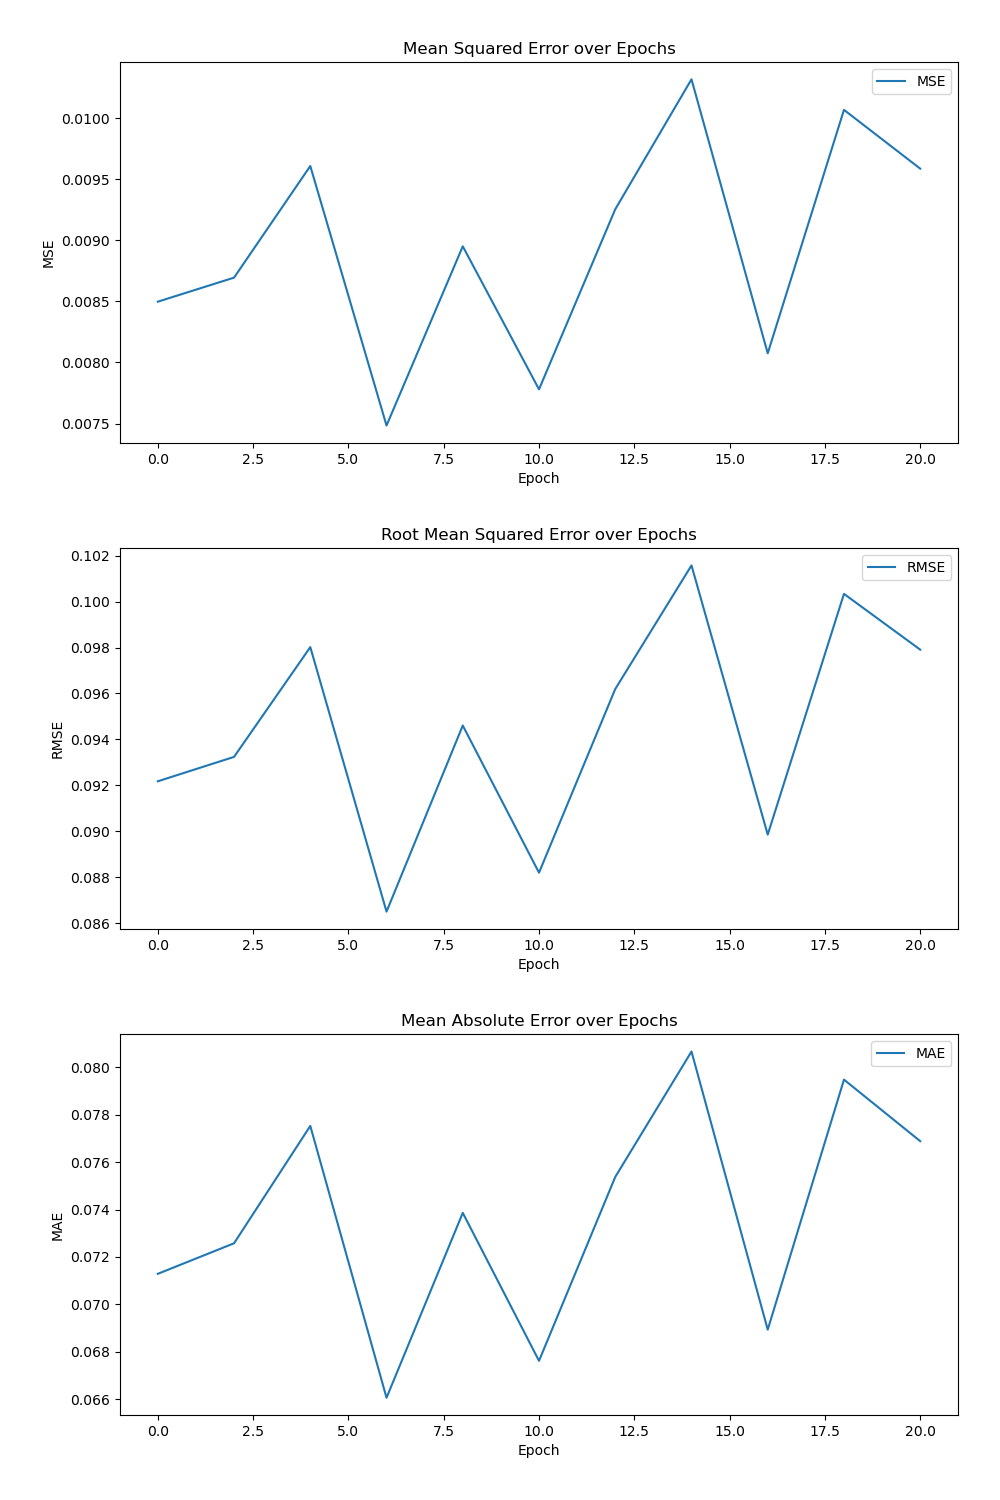 Mean Squared Error over Epochs
MSE
0.0100
0.0095
0.0090
0.0085
0.0080
0.0075
MSE
0.0 2.5 5.0 7.5 10.0 12.5 15.0 17.5 20.0
Epoch
Root Mean Squared Error over Epochs
RMSE
0.102
0.100
0.098
0.096
0.094
0.092
0.090
0.088
0.086
RMSE
0.0 2.5 5.0 7.5 10.0 12.5 15.0 17.5 20.0
Epoch
Mean Absolute Error over Epochs
MAE
0.080
0.078
0.076
0.074
0.072
0.070
0.068
0.066
MAE
0.0 2.5 5.0 7.5 10.0 12.5 15.0 17.5 20.0
Epoch